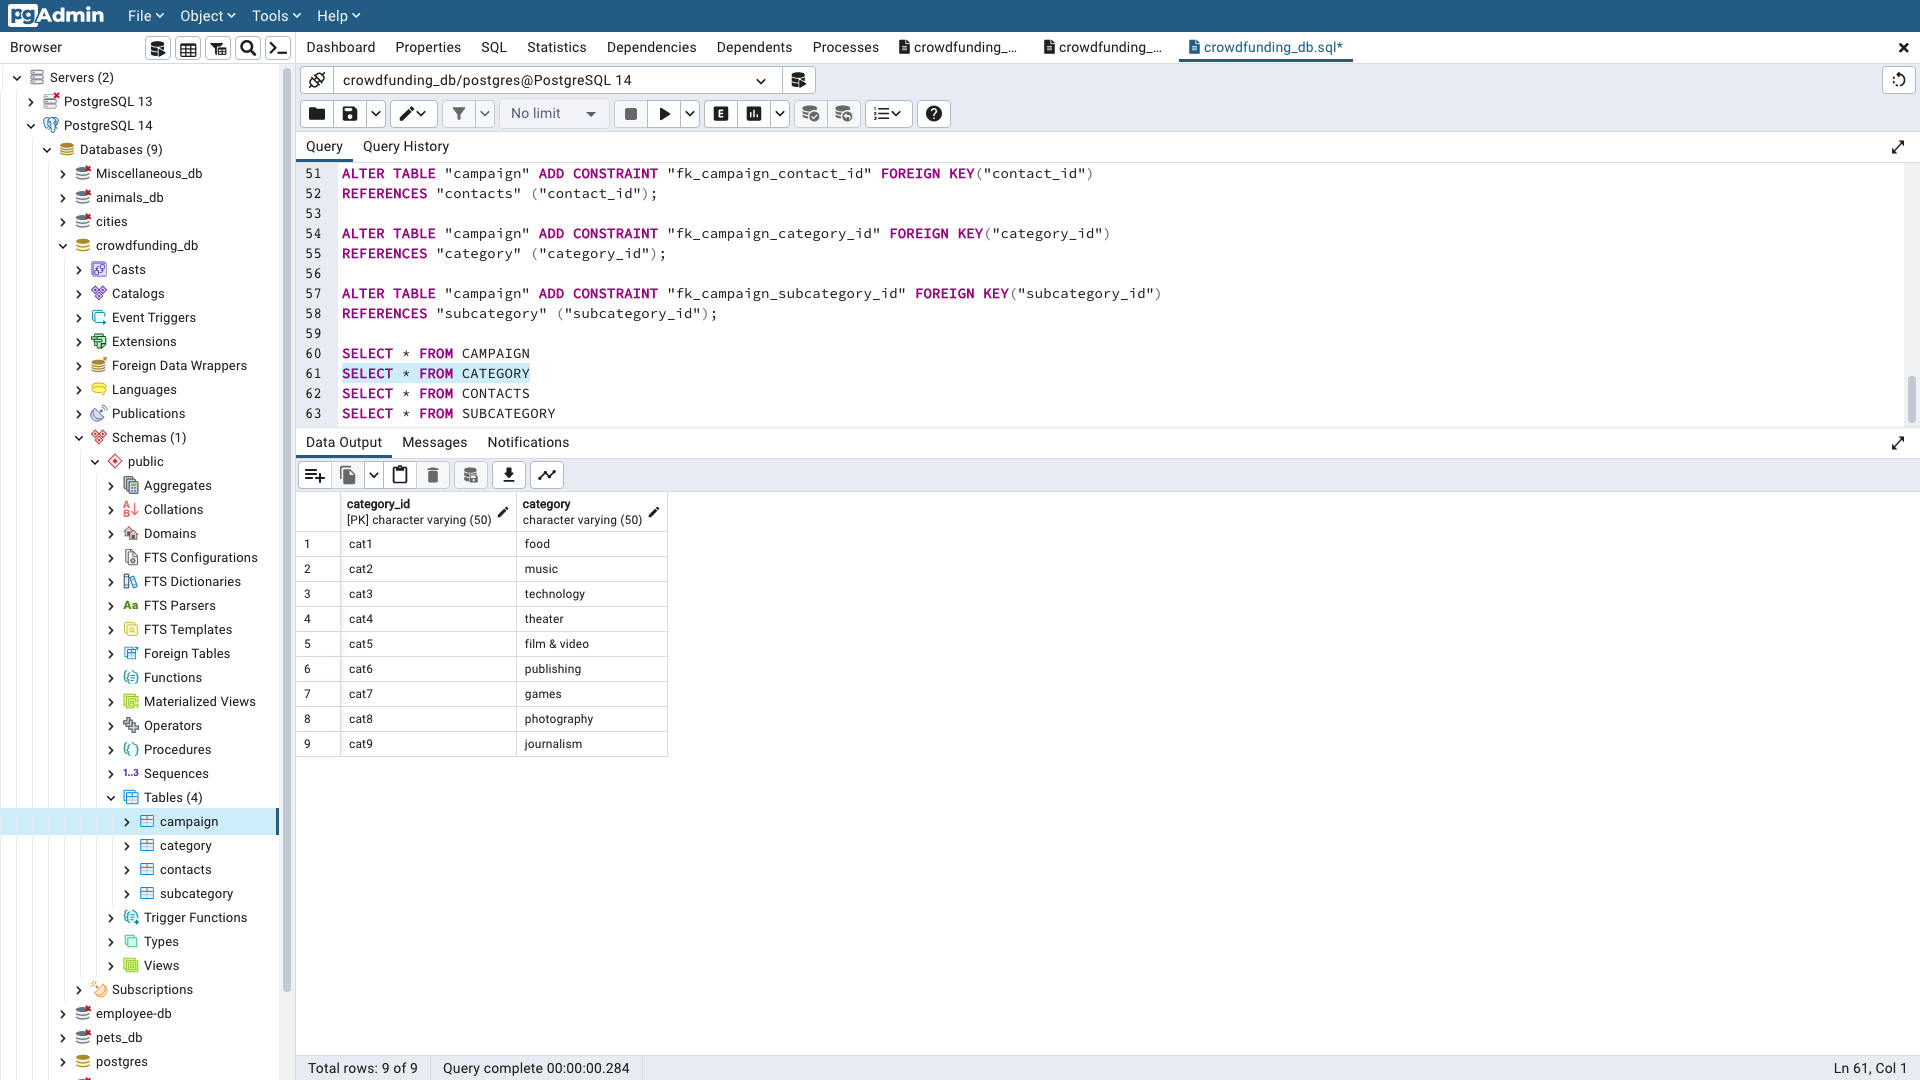 pgAdmin File Object Tools Help
Browser
Dashboard Properties SQL Statistics Dependencies Dependents Processes crowdfunding_... crowdfunding_... crowdfunding_db.sql*
Servers (2)
PostgreSQL 13
PostgreSQL 14
Databases (9)
Miscellaneous_db
animals_db
cities
crowdfunding_db
Casts
Catalogs
Event Triggers
Extensions
Foreign Data Wrappers
Languages
Publications
Schemas (1)
public
Aggregates
Collations
Domains
FTS Configurations
FTS Dictionaries
Aa FTS Parsers
FTS Templates
Foreign Tables
Functions
Materialized Views
Operators
Procedures
1..3 Sequences
Tables (4)
campaign
category
contacts
subcategory
Trigger Functions
Types
Views
Subscriptions
employee-db
pets_db
postgres
crowdfunding_db/postgres@PostgreSQL 14
No limit
E
Query Query History
51 ALTER TABLE "campaign" ADD CONSTRAINT "fk_campaign_contact_id" FOREIGN KEY("contact_id")
52 REFERENCES "contacts" ("contact_id");
53
54 ALTER TABLE "campaign" ADD CONSTRAINT "fk_campaign_category_id" FOREIGN KEY("category_id")
55 REFERENCES "category" ("category_id");
56
57 ALTER TABLE "campaign" ADD CONSTRAINT "fk_campaign_subcategory_id" FOREIGN KEY("subcategory_id")
58 REFERENCES "subcategory" ("subcategory_id");
59
60 SELECT * FROM CAMPAIGN
61 SELECT * FROM CATEGORY
62 SELECT * FROM CONTACTS
63 SELECT * FROM SUBCATEGORY
Data Output Messages Notifications
category_id category
[PK] character varying (50) character varying (50)
1 cat1 food
2 cat2 music
3 cat3 technology
4 cat4 theater
5 cat5 film & video
6 cat6 publishing
7 cat7 games
8 cat8 photography
9 cat9 journalism
Total rows: 9 of 9 Query complete 00:00:00.284 Ln 61, Col 1